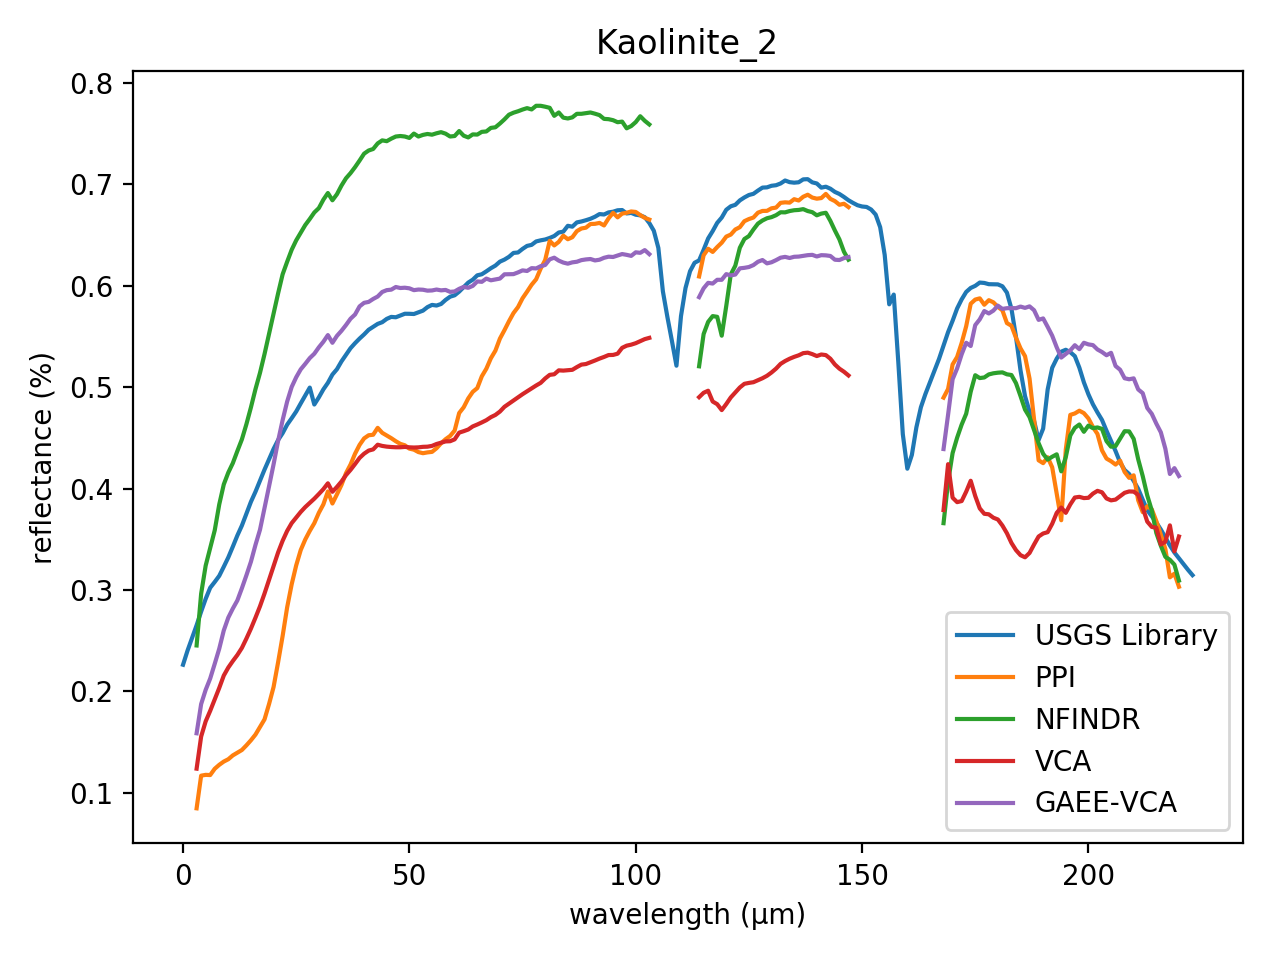 Kaolinite_2
reflectance (%)
0.8
0.7
0.6
0.5
0.4
0.3
0.2
0.1
0 50 100 150 200
wavelength (μm)
USGS Library
PPI
NFINDR
VCA
GAEE-VCA